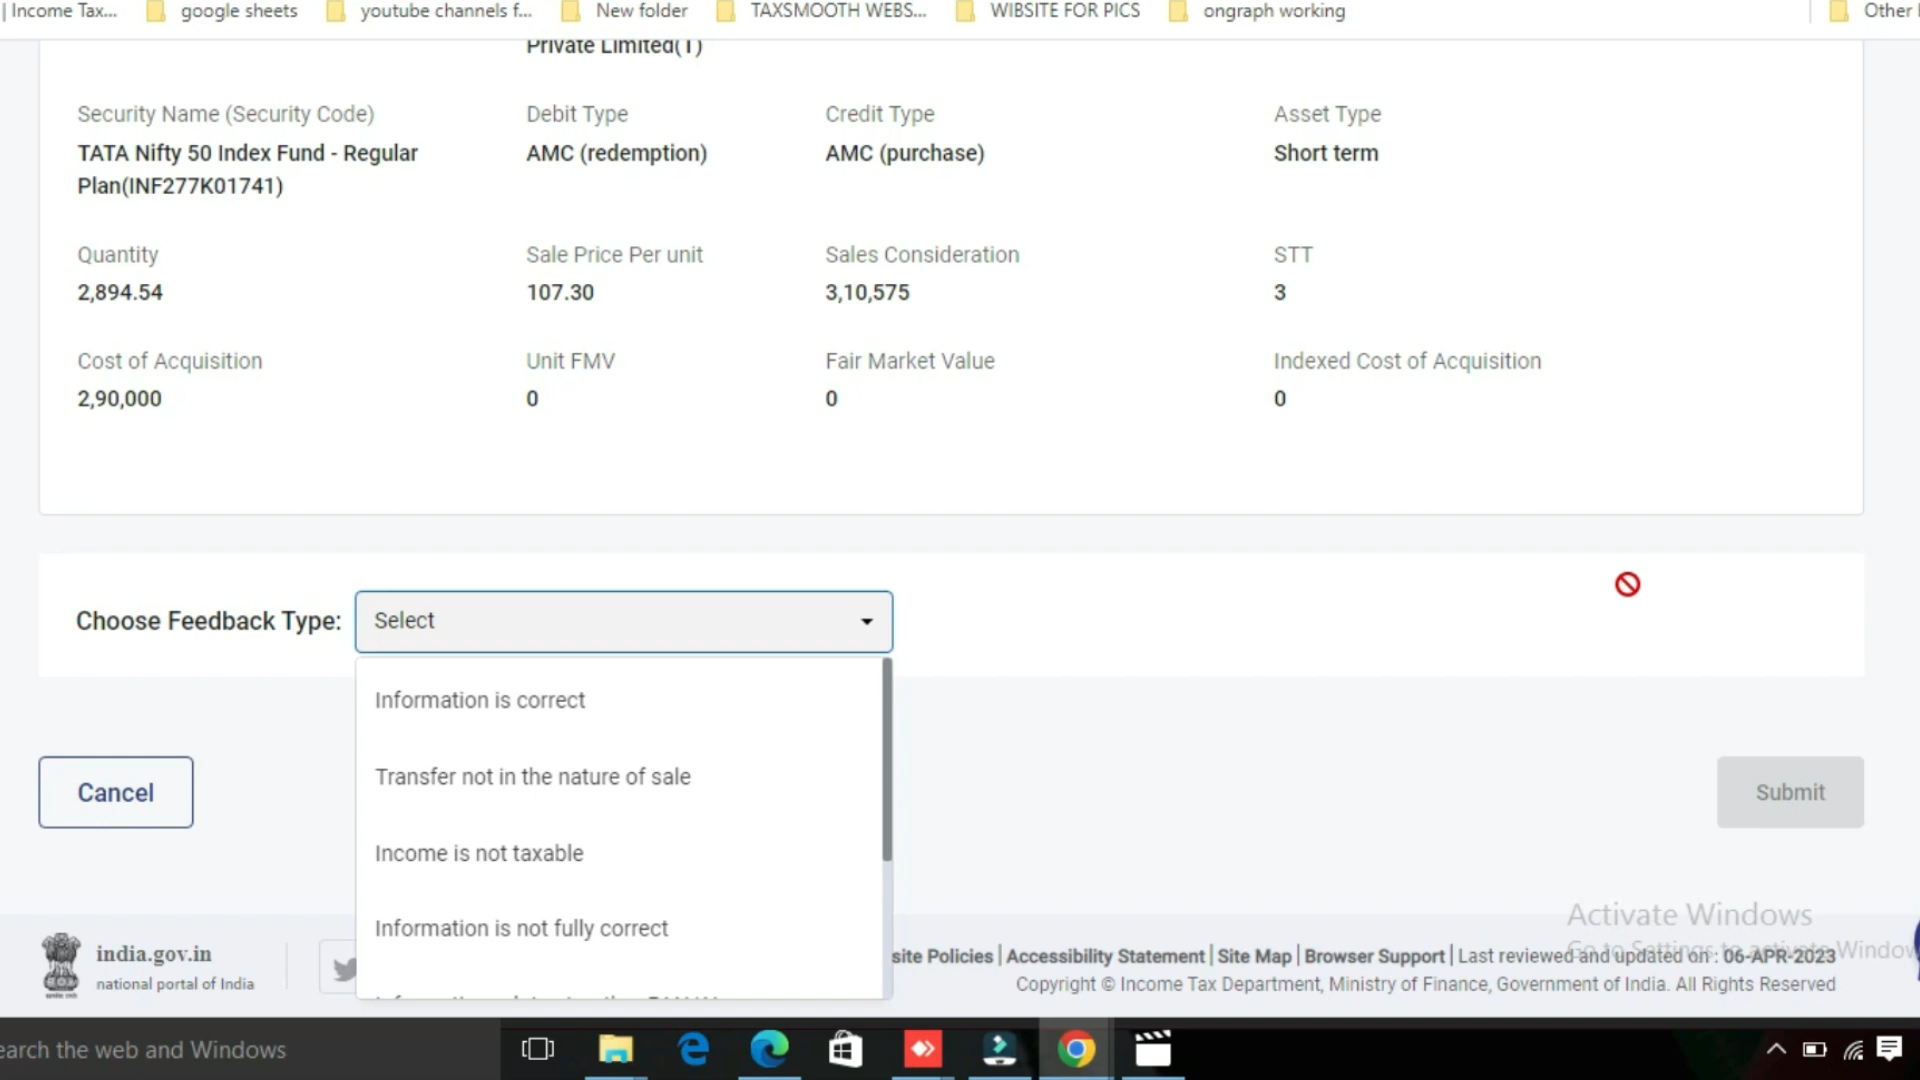 Income Tax...
google sheets
youtube channels f...
New folder
TAXSMOOTH WEBS...
WIBSITE FOR PICS
ongraph working
Other
Private Limited(T)
Security Name (Security Code)
Debit Type
Credit Type
Asset Type
TATA Nifty 50 Index Fund - Regular
Plan(INF277K01741)
AMC (redemption)
AMC (purchase)
Short term
Quantity
Sale Price Per unit
Sales Consideration
STT
2,894.54
107.30
3,10,575
3
Cost of Acquisition
Unit FMV
Fair Market Value
Indexed Cost of Acquisition
2,90,000
0
0
0
Choose Feedback Type:
Select
Information is correct
Transfer not in the nature of sale
Income is not taxable
Information is not fully correct
Cancel
Submit
Activate Windows
Go to Settings to activate Window
india.gov.in
national portal of India
site Policies | Accessibility Statement | Site Map | Browser Support | Last reviewed and updated on : 06-APR-2023
Copyright © Income Tax Department, Ministry of Finance, Government of India. All Rights Reserved
earch the web and Windows